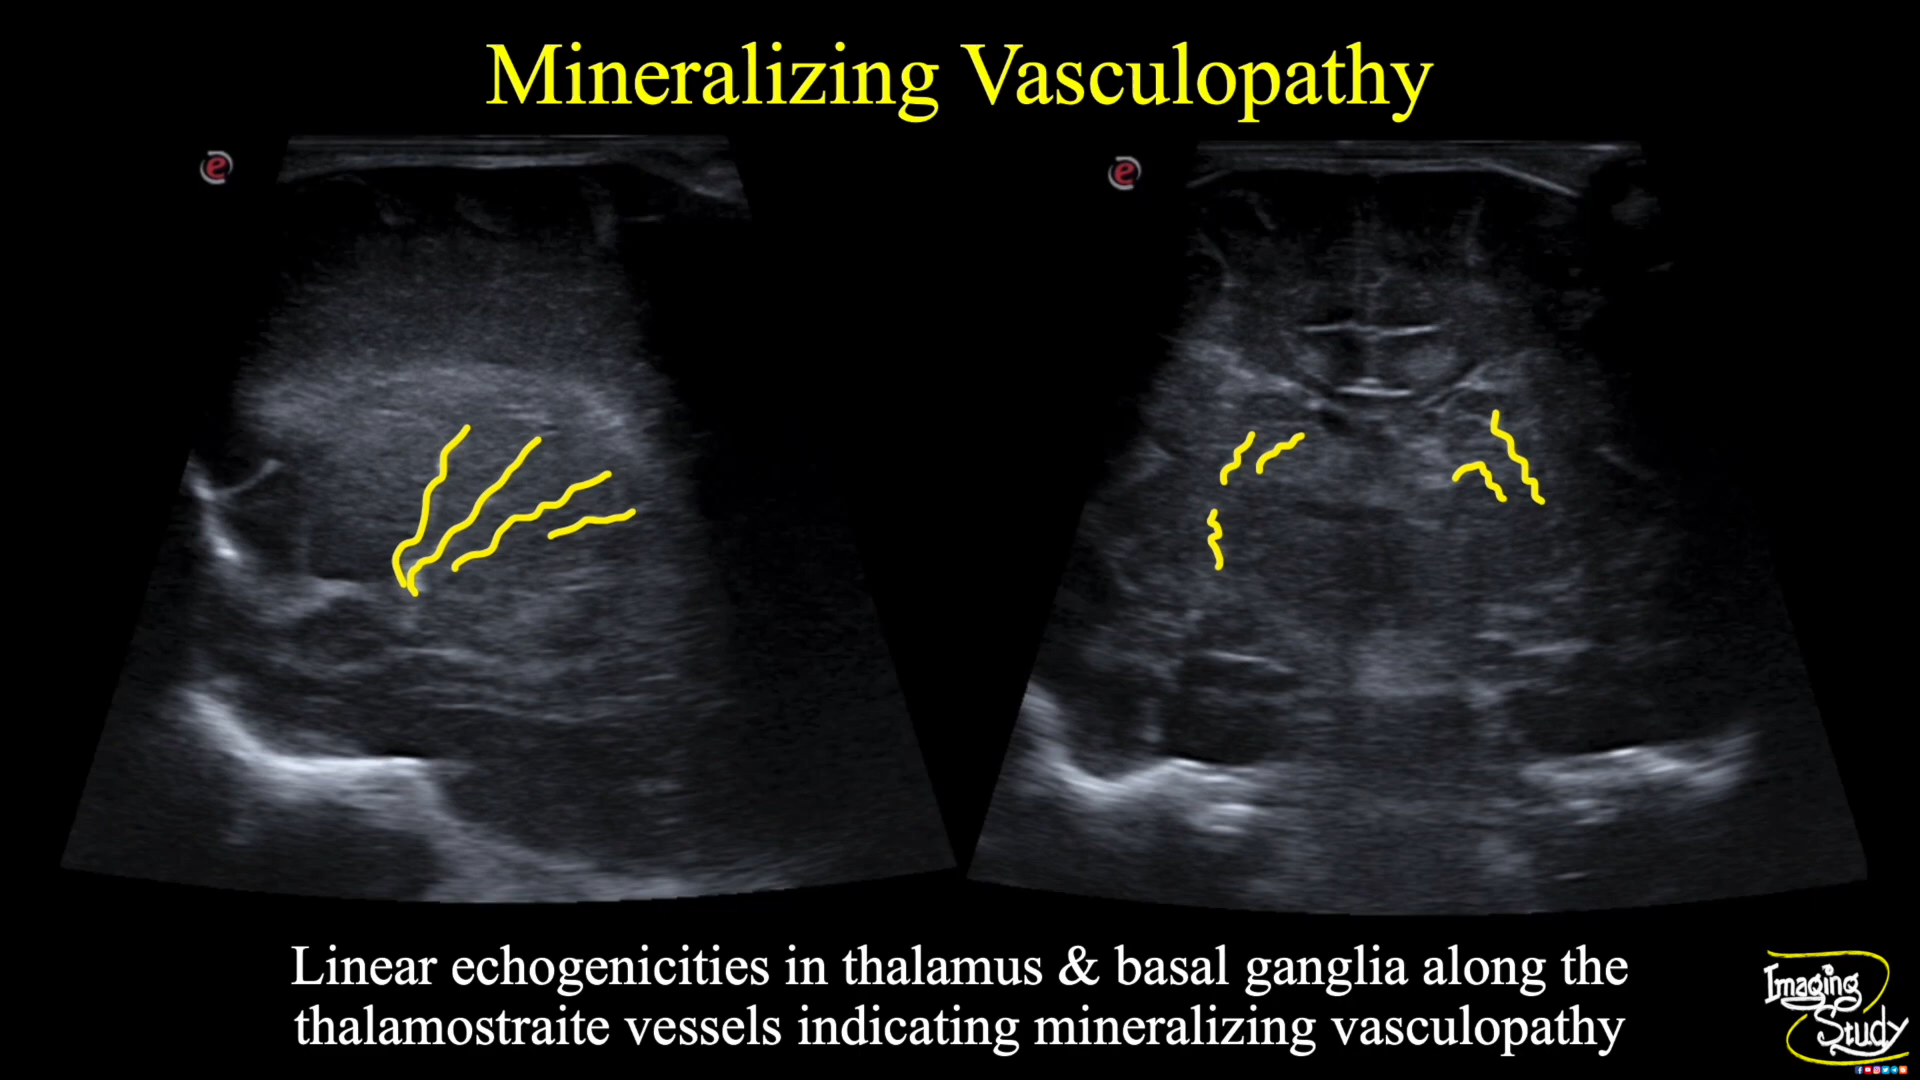 Mineralizing Vasculopathy
e
e
Linear echogenicities in thalamus & basal ganglia along the
thalamostraite vessels indicating mineralizing vasculopathy
Imaging
Study